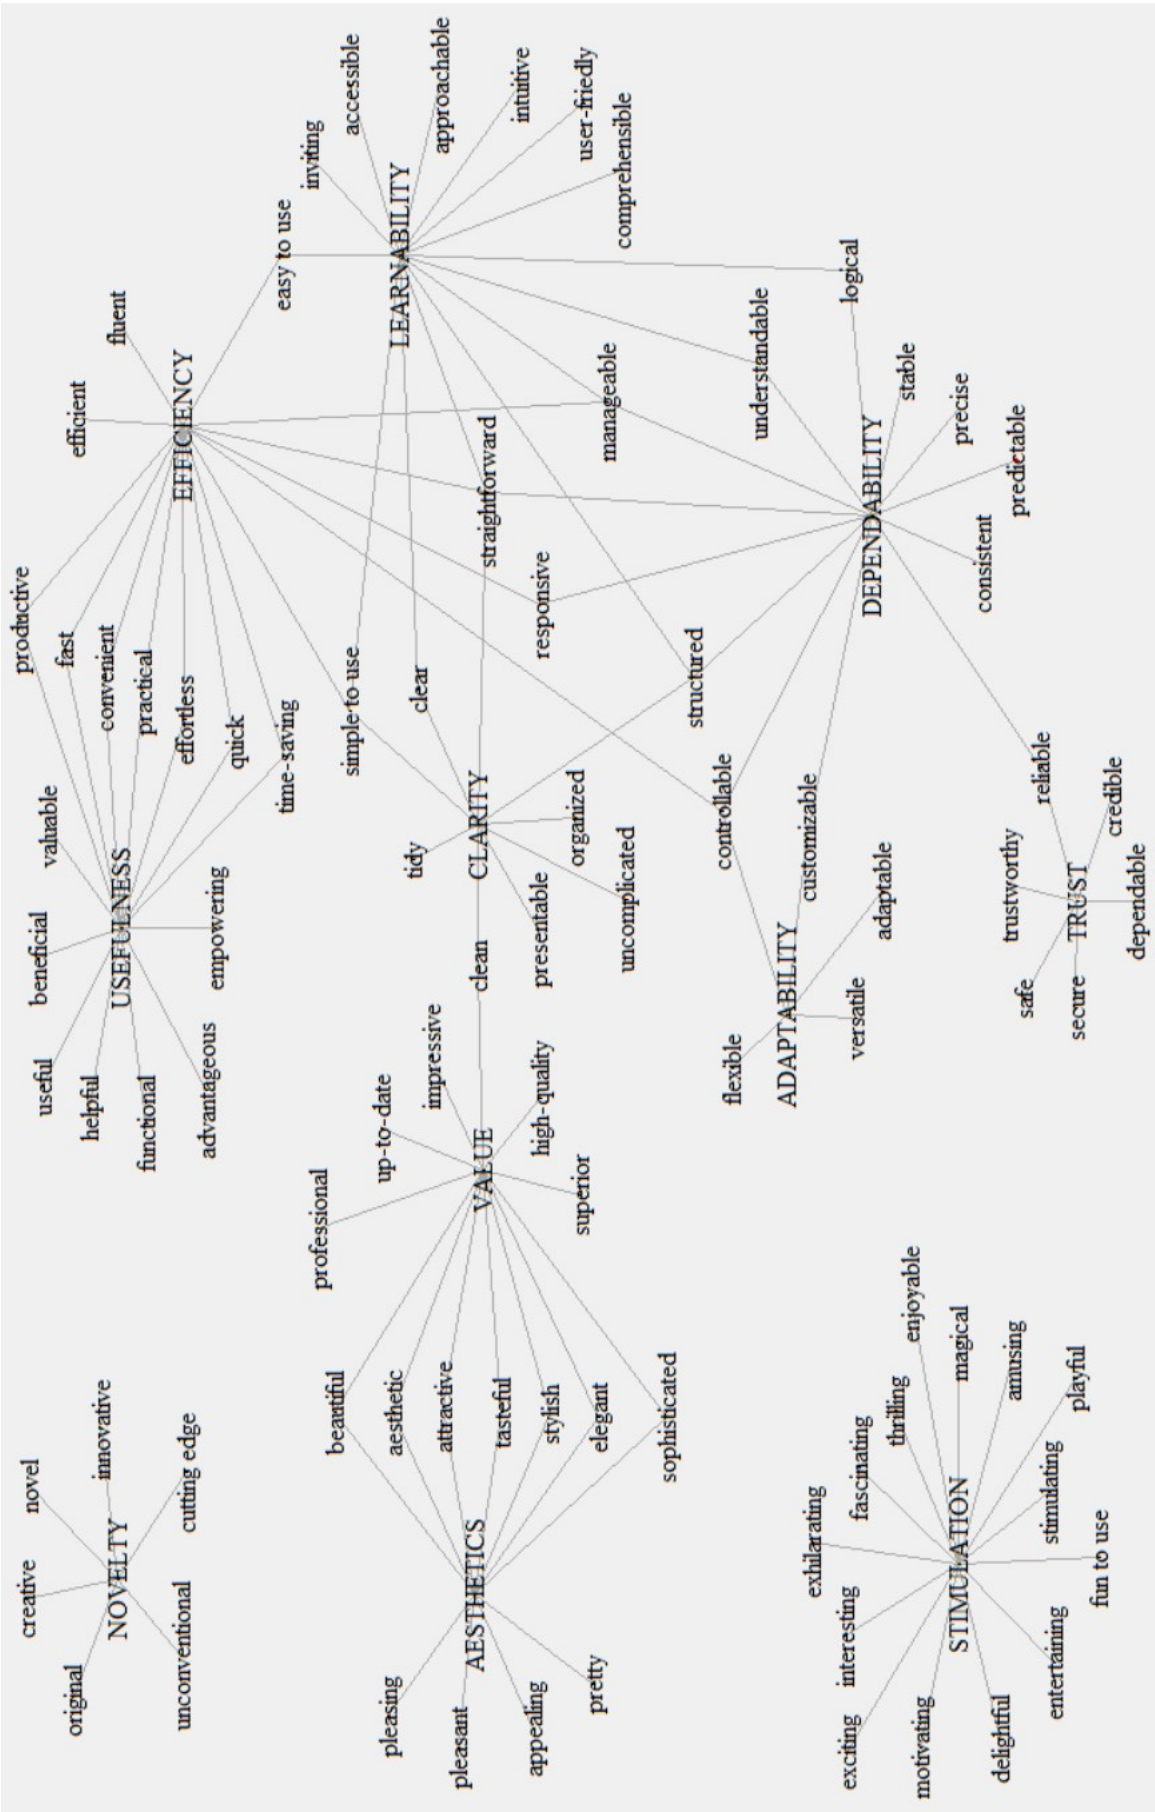 creative
novel
original
NOVELTY
innovative
unconventional
cutting edge
useful
beneficial
valuable
helpful
USEFULNESS
functional
advantageous
empowering
productive
fast
convenient
practical
effortless
quick
time-saving
efficient
fluent
EFFICIENCY
easy to use
inviting
accessible
LEARNABILITY
approachable
intuitive
user-friedly
comprehensible
pleasing
pleasant
AESTHETICS
appealing
pretty
beautiful
aesthetic
attractive
tasteful
stylish
elegant
sophisticated
professional
up-to-date
impressive
VALUE
high-quality
superior
clean
tidy
CLARITY
presentable
organized
uncomplicated
simple to use
clear
straightforward
responsive
manageable
structured
understandable
logical
controllable
customizable
flexible
ADAPTABILITY
versatile
adaptable
DEPENDABILITY
stable
precise
predictable
consistent
reliable
trustworthy
safe
TRUST
credible
secure
dependable
exhilarating
fascinating
thrilling
enjoyable
interesting
exciting
STIMULATION
magical
motivating
amusing
delightful
stimulating
playful
entertaining
fun to use